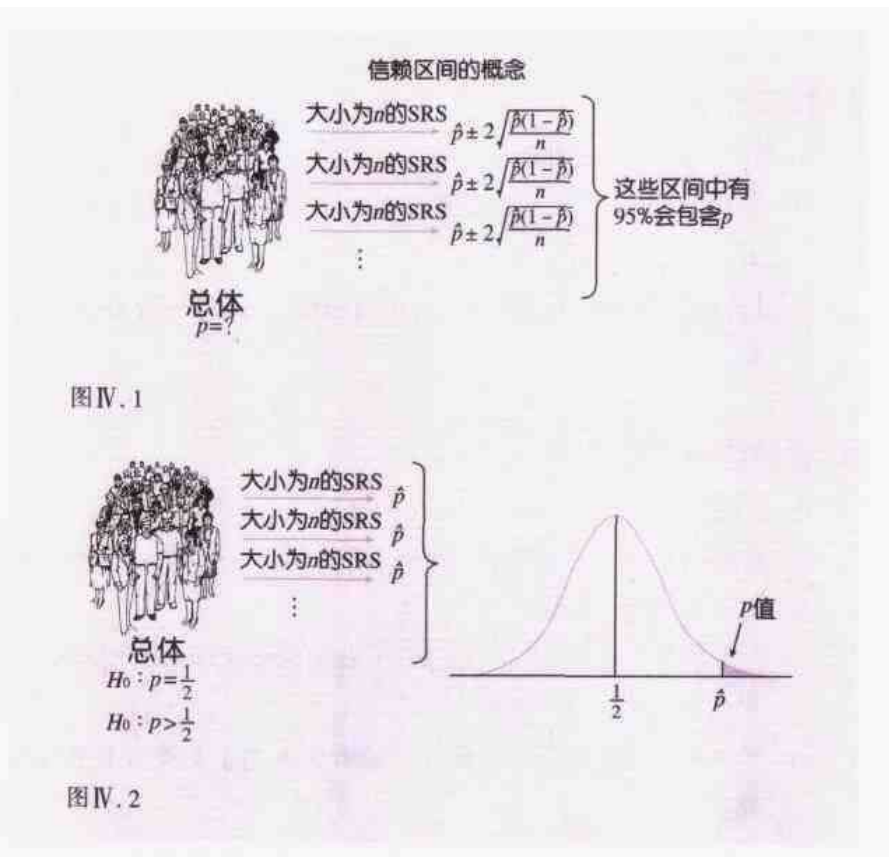 信赖区间的概念
大小为n的SRS p̂ ± 2√(p̂(1 − p̂)/n)
大小为n的SRS p̂ ± 2√(p̂(1 − p̂)/n)
大小为n的SRS p̂ ± 2√(p̂(1 − p̂)/n)
⋮
这些区间中有
95%会包含p
总体
p=?
图Ⅳ.1
大小为n的SRS p̂
大小为n的SRS p̂
大小为n的SRS p̂
⋮
总体
H₀：p=1/2
H₀：p>1/2
p值
1/2 p̂
图Ⅳ.2